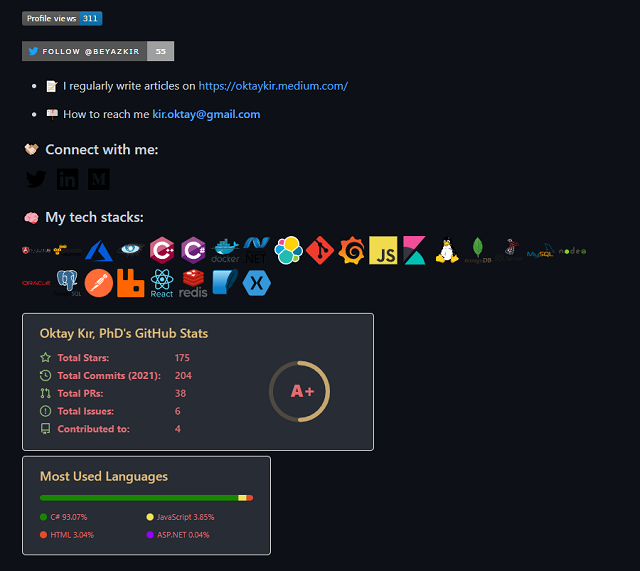 Profile views 311
FOLLOW @BEYAZKIR 55
I regularly write articles on https://oktaykir.medium.com/
How to reach me kir.oktay@gmail.com
Connect with me:
My tech stacks:
docker .NET JS MySQL node
ORACLE SQL React redis
Oktay Kır, PhD's GitHub Stats
Total Stars: 175
Total Commits (2021): 204
Total PRs: 38
Total Issues: 6
Contributed to: 4
A+
Most Used Languages
C# 93.07% JavaScript 3.85%
HTML 3.04% ASP.NET 0.04%